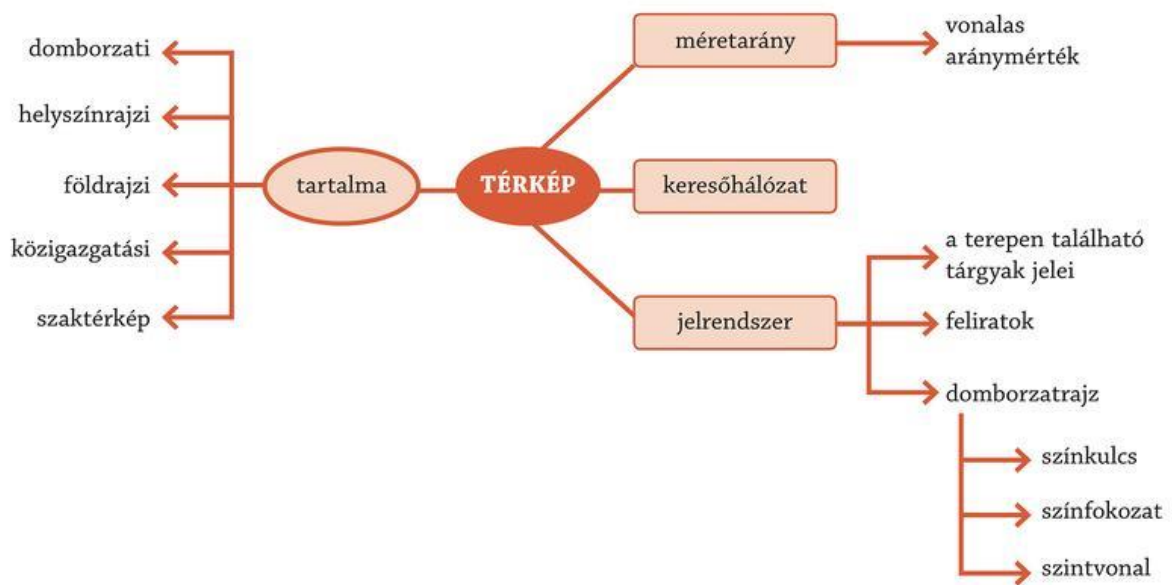 domborzati
helyszínrajzi
földrajzi
közigazgatási
szaktérkép
tartalma
TÉRKÉP
méretarány
vonalas
aránymérték
keresőhálózat
jelrendszer
a terepen található
tárgyak jelei
feliratok
domborzatrajz
színkulcs
színfokozat
szintvonal